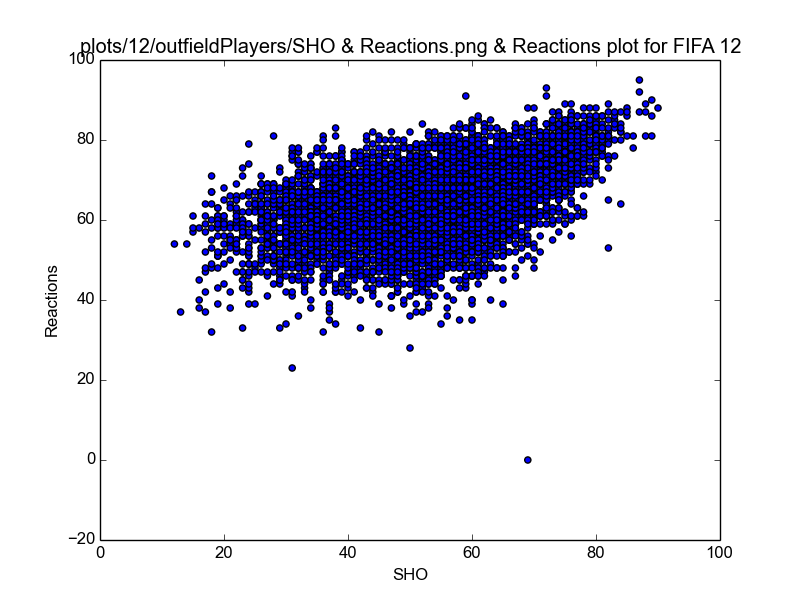 plots/12/outfieldPlayers/SHO & Reactions.png & Reactions plot for FIFA 12
100
80
60
40
20
0
−20
Reactions
0 20 40 60 80 100
SHO